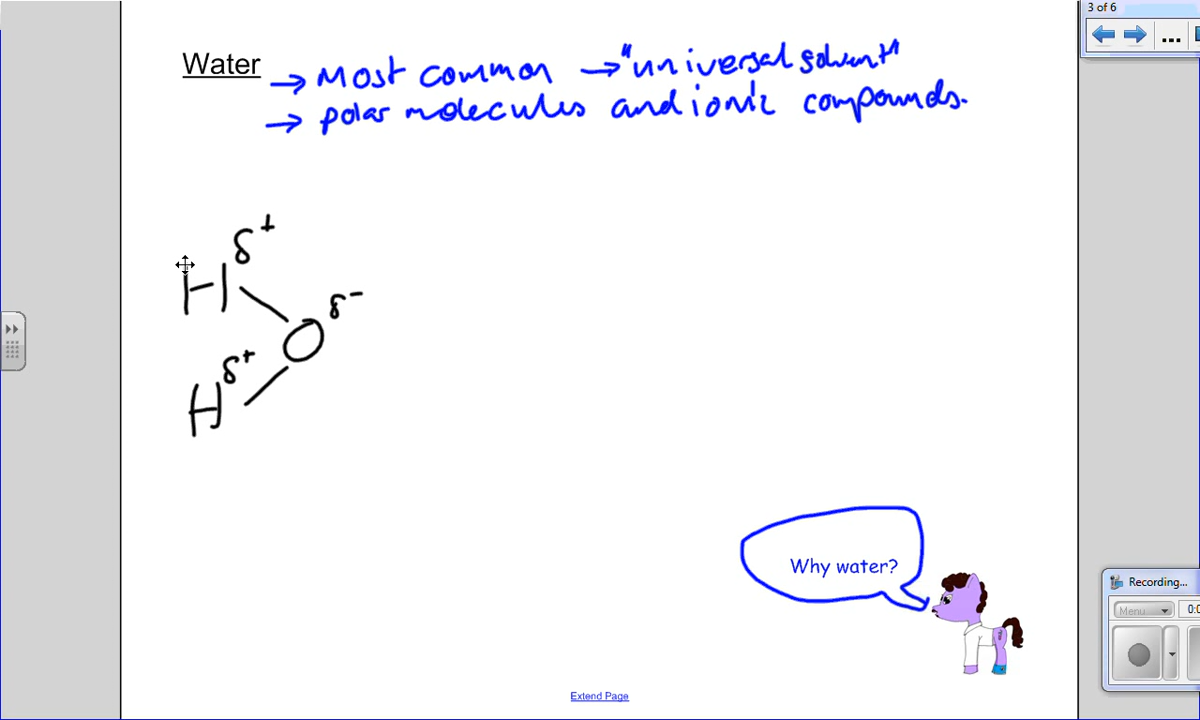 3 of 6
Water → Most common → "universal solvent"
→ polar molecules and ionic compounds.
H δ+
O δ-
H δ+
Why water?
Recording...
Menu
Extend Page